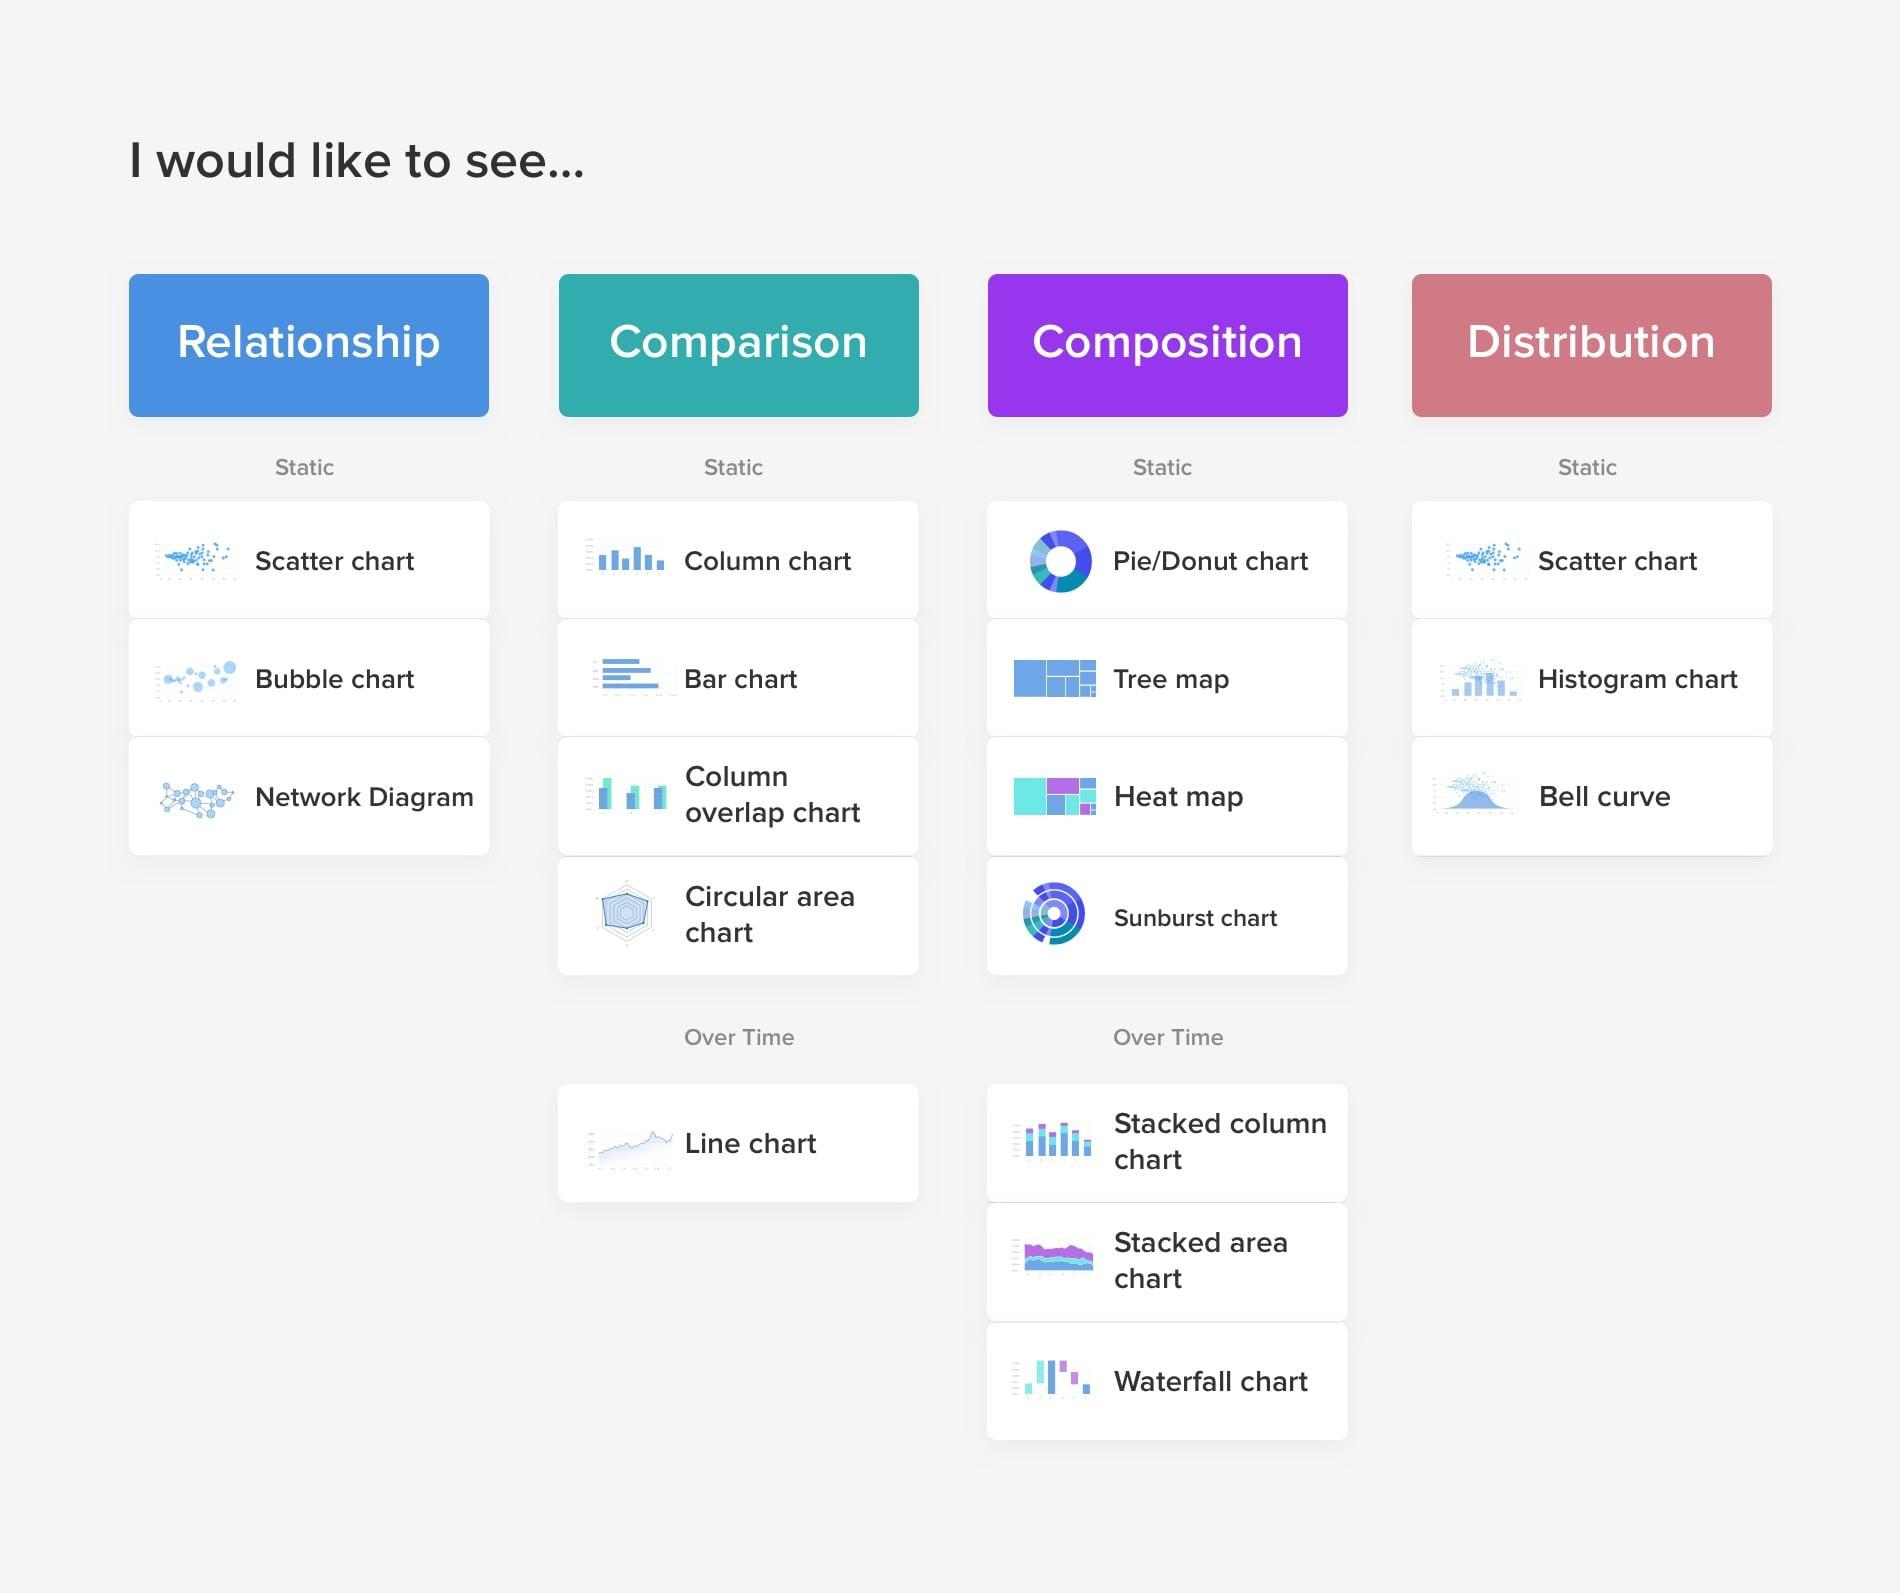 I would like to see...
Relationship
Static
Scatter chart
Bubble chart
Network Diagram
Comparison
Static
Column chart
Bar chart
Column
overlap chart
Circular area
chart
Over Time
Line chart
Composition
Static
Pie/Donut chart
Tree map
Heat map
Sunburst chart
Over Time
Stacked column
chart
Stacked area
chart
Waterfall chart
Distribution
Static
Scatter chart
Histogram chart
Bell curve